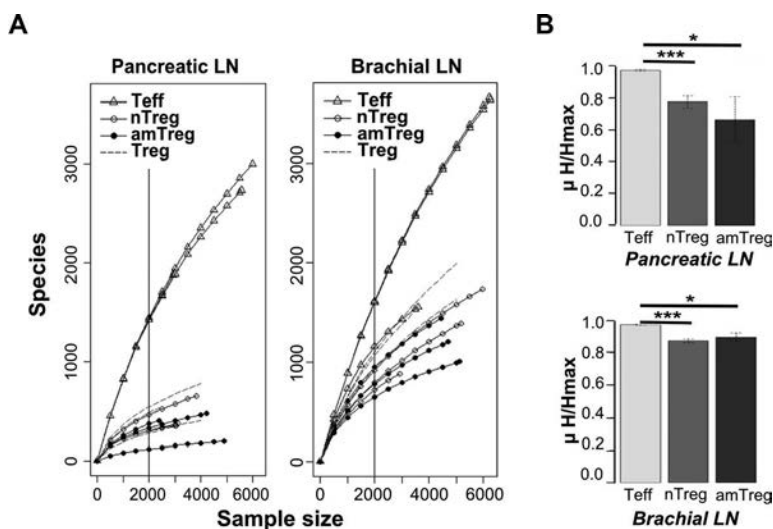 A
Pancreatic LN
Teff
nTreg
amTreg
Treg
Species
0
1000
2000
3000
0
2000
4000
6000
Brachial LN
Teff
nTreg
amTreg
Treg
0
1000
2000
3000
0 1000 2000 3000 4000 5000 6000
Sample size
B
*
***
μ H/Hmax
1.0
0.8
0.6
0.4
0.2
0.0
Teff nTreg amTreg
Pancreatic LN
*
***
μ H/Hmax
1.0
0.8
0.6
0.4
0.2
0.0
Teff nTreg amTreg
Brachial LN